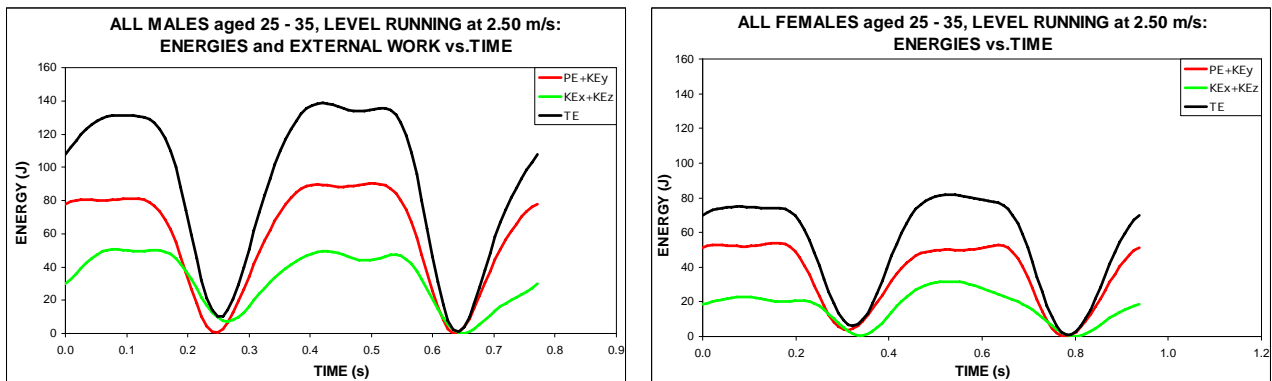 ALL MALES aged 25 - 35, LEVEL RUNNING at 2.50 m/s:
ENERGIES and EXTERNAL WORK vs.TIME
160
140
120
100
80
60
40
20
0
ENERGY (J)
0.0 0.1 0.2 0.3 0.4 0.5 0.6 0.7 0.8 0.9
TIME (s)
PE+KEy
KEx+KEz
TE
ALL FEMALES aged 25 - 35, LEVEL RUNNING at 2.50 m/s:
ENERGIES vs.TIME
160
140
120
100
80
60
40
20
0
ENERGY (J)
0.0 0.2 0.4 0.6 0.8 1.0 1.2
TIME (s)
PE+KEy
KEx+KEz
TE